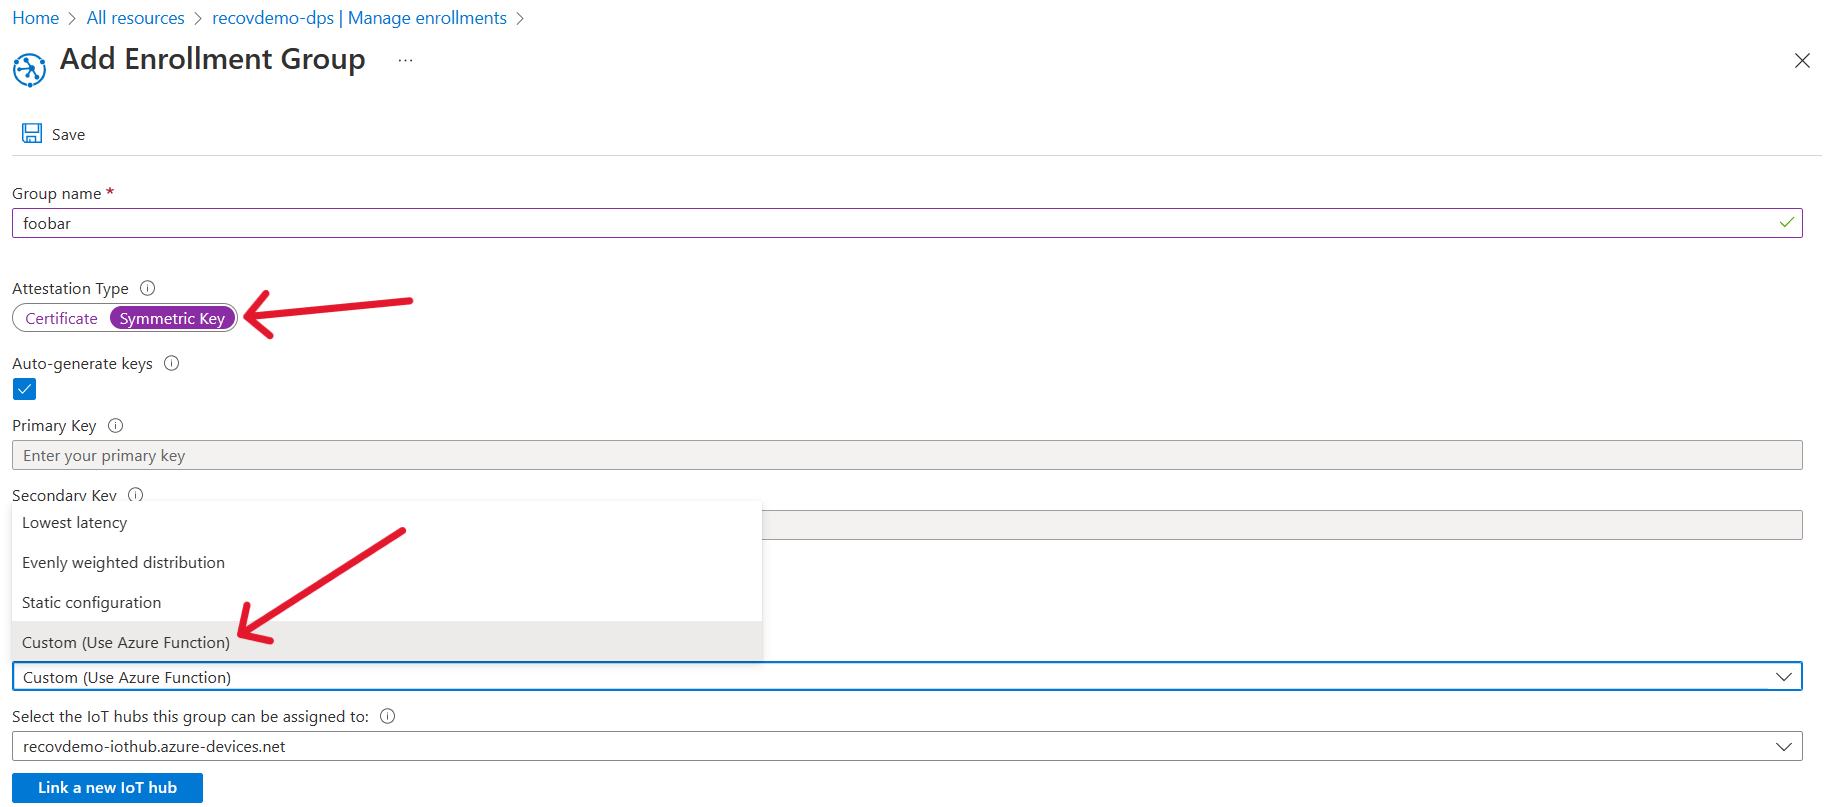 Home > All resources > recovdemo-dps | Manage enrollments >
Add Enrollment Group ...
Save
Group name *
foobar
Attestation Type
Certificate Symmetric Key
Auto-generate keys
Primary Key
Enter your primary key
Secondary Key
Lowest latency
Evenly weighted distribution
Static configuration
Custom (Use Azure Function)
Custom (Use Azure Function)
Select the IoT hubs this group can be assigned to:
recovdemo-iothub.azure-devices.net
Link a new IoT hub